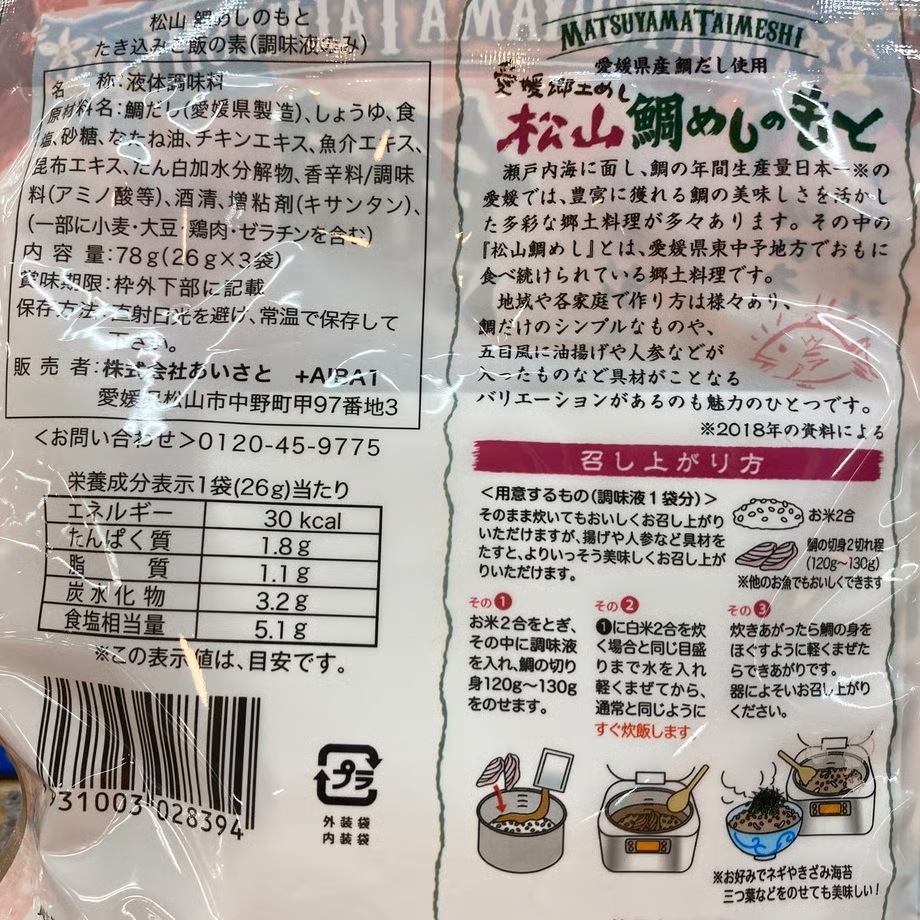 松山 鯛めしのもと
たき込みご飯の素(調味液のみ)
名 称:液体調味料
原材料名:鯛だし(愛媛県製造)、しょうゆ、食
塩、砂糖、なたね油、チキンエキス、魚介エキス、
昆布エキス、たん白加水分解物、香辛料/調味
料(アミノ酸等)、酒清、増粘剤(キサンタン)、
(一部に小麦・大豆・鶏肉・ゼラチンを含む)
内 容 量:78g(26g×3袋)
賞味期限:枠外下部に記載
保存方法:直射日光を避け、常温で保存して
下さい。
販 売 者:株式会社あいさと +AIBA1
愛媛県松山市中野町甲97番地3
<お問い合わせ>0120-45-9775
栄養成分表示1袋(26g)当たり
エネルギー 30 kcal
たんぱく質 1.8g
脂 質 1.1g
炭水化物 3.2g
食塩相当量 5.1g
※この表示値は、目安です。
931003 028394
プラ
外装袋
内装袋
MATSUYAMATAIMESHI
愛媛県産鯛だし使用
愛媛郷土めし
松山鯛めしのもと
瀬戸内海に面し、鯛の年間生産量日本一※の
愛媛では、豊富に獲れる鯛の美味しさを活かし
た多彩な郷土料理が多々あります。その中の
『松山鯛めし』とは、愛媛県東中予地方でおもに
食べ続けられている郷土料理です。
地域や各家庭で作り方は様々あり、
鯛だけのシンプルなものや、
五目風に油揚げや人参などが
入ったものなど具材がことなる
バリエーションがあるのも魅力のひとつです。
※2018年の資料による
召し上がり方
<用意するもの(調味液1袋分)>
そのまま炊いてもおいしくお召し上がり
いただけますが、揚げや人参など具材を
たすと、よりいっそう美味しくお召し上が
りいただけます。
お米2合
鯛の切身2切れ程
(120g~130g)
※他のお魚でもおいしくできます
その1
お米2合をとぎ、
その中に調味液
を入れ、鯛の切り
身120g~130g
をのせます。
その2
1に白米2合を炊
く場合と同じ目盛
りまで水を入れ
軽くまぜてから、
通常と同じように
すぐ炊飯します。
その3
炊きあがったら鯛の身を
ほぐすように軽くまぜた
らできあがりです。
器によそいお召し上がり
ください。
※お好みでネギやきざみ海苔
三つ葉などをのせても美味しい!